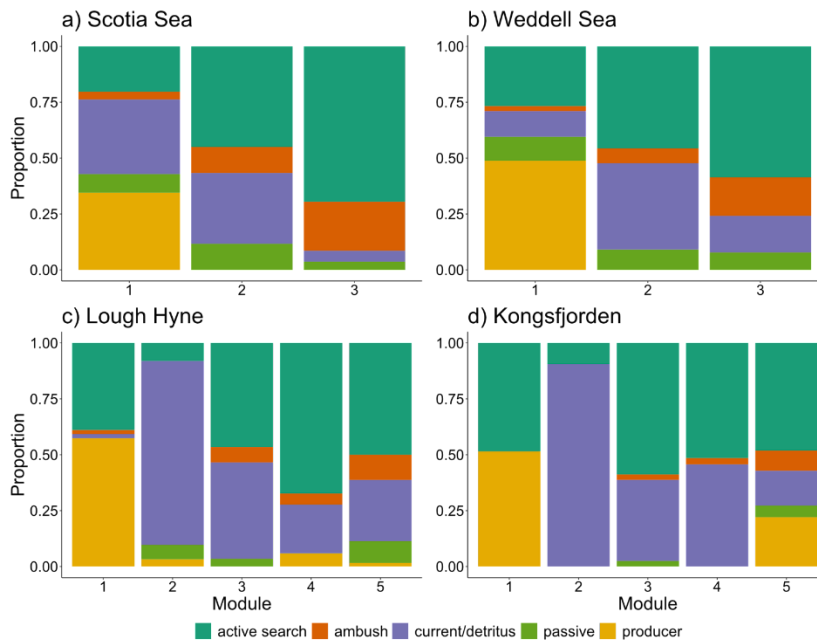 a) Scotia Sea
b) Weddell Sea
1.00
0.75
0.50
0.25
0.00
Proportion
1 2 3
1.00
0.75
0.50
0.25
0.00
Proportion
1 2 3
c) Lough Hyne
d) Kongsfjorden
1.00
0.75
0.50
0.25
0.00
Proportion
1 2 3 4 5
Module
1.00
0.75
0.50
0.25
0.00
1 2 3 4 5
Module
active search ambush current/detritus passive producer